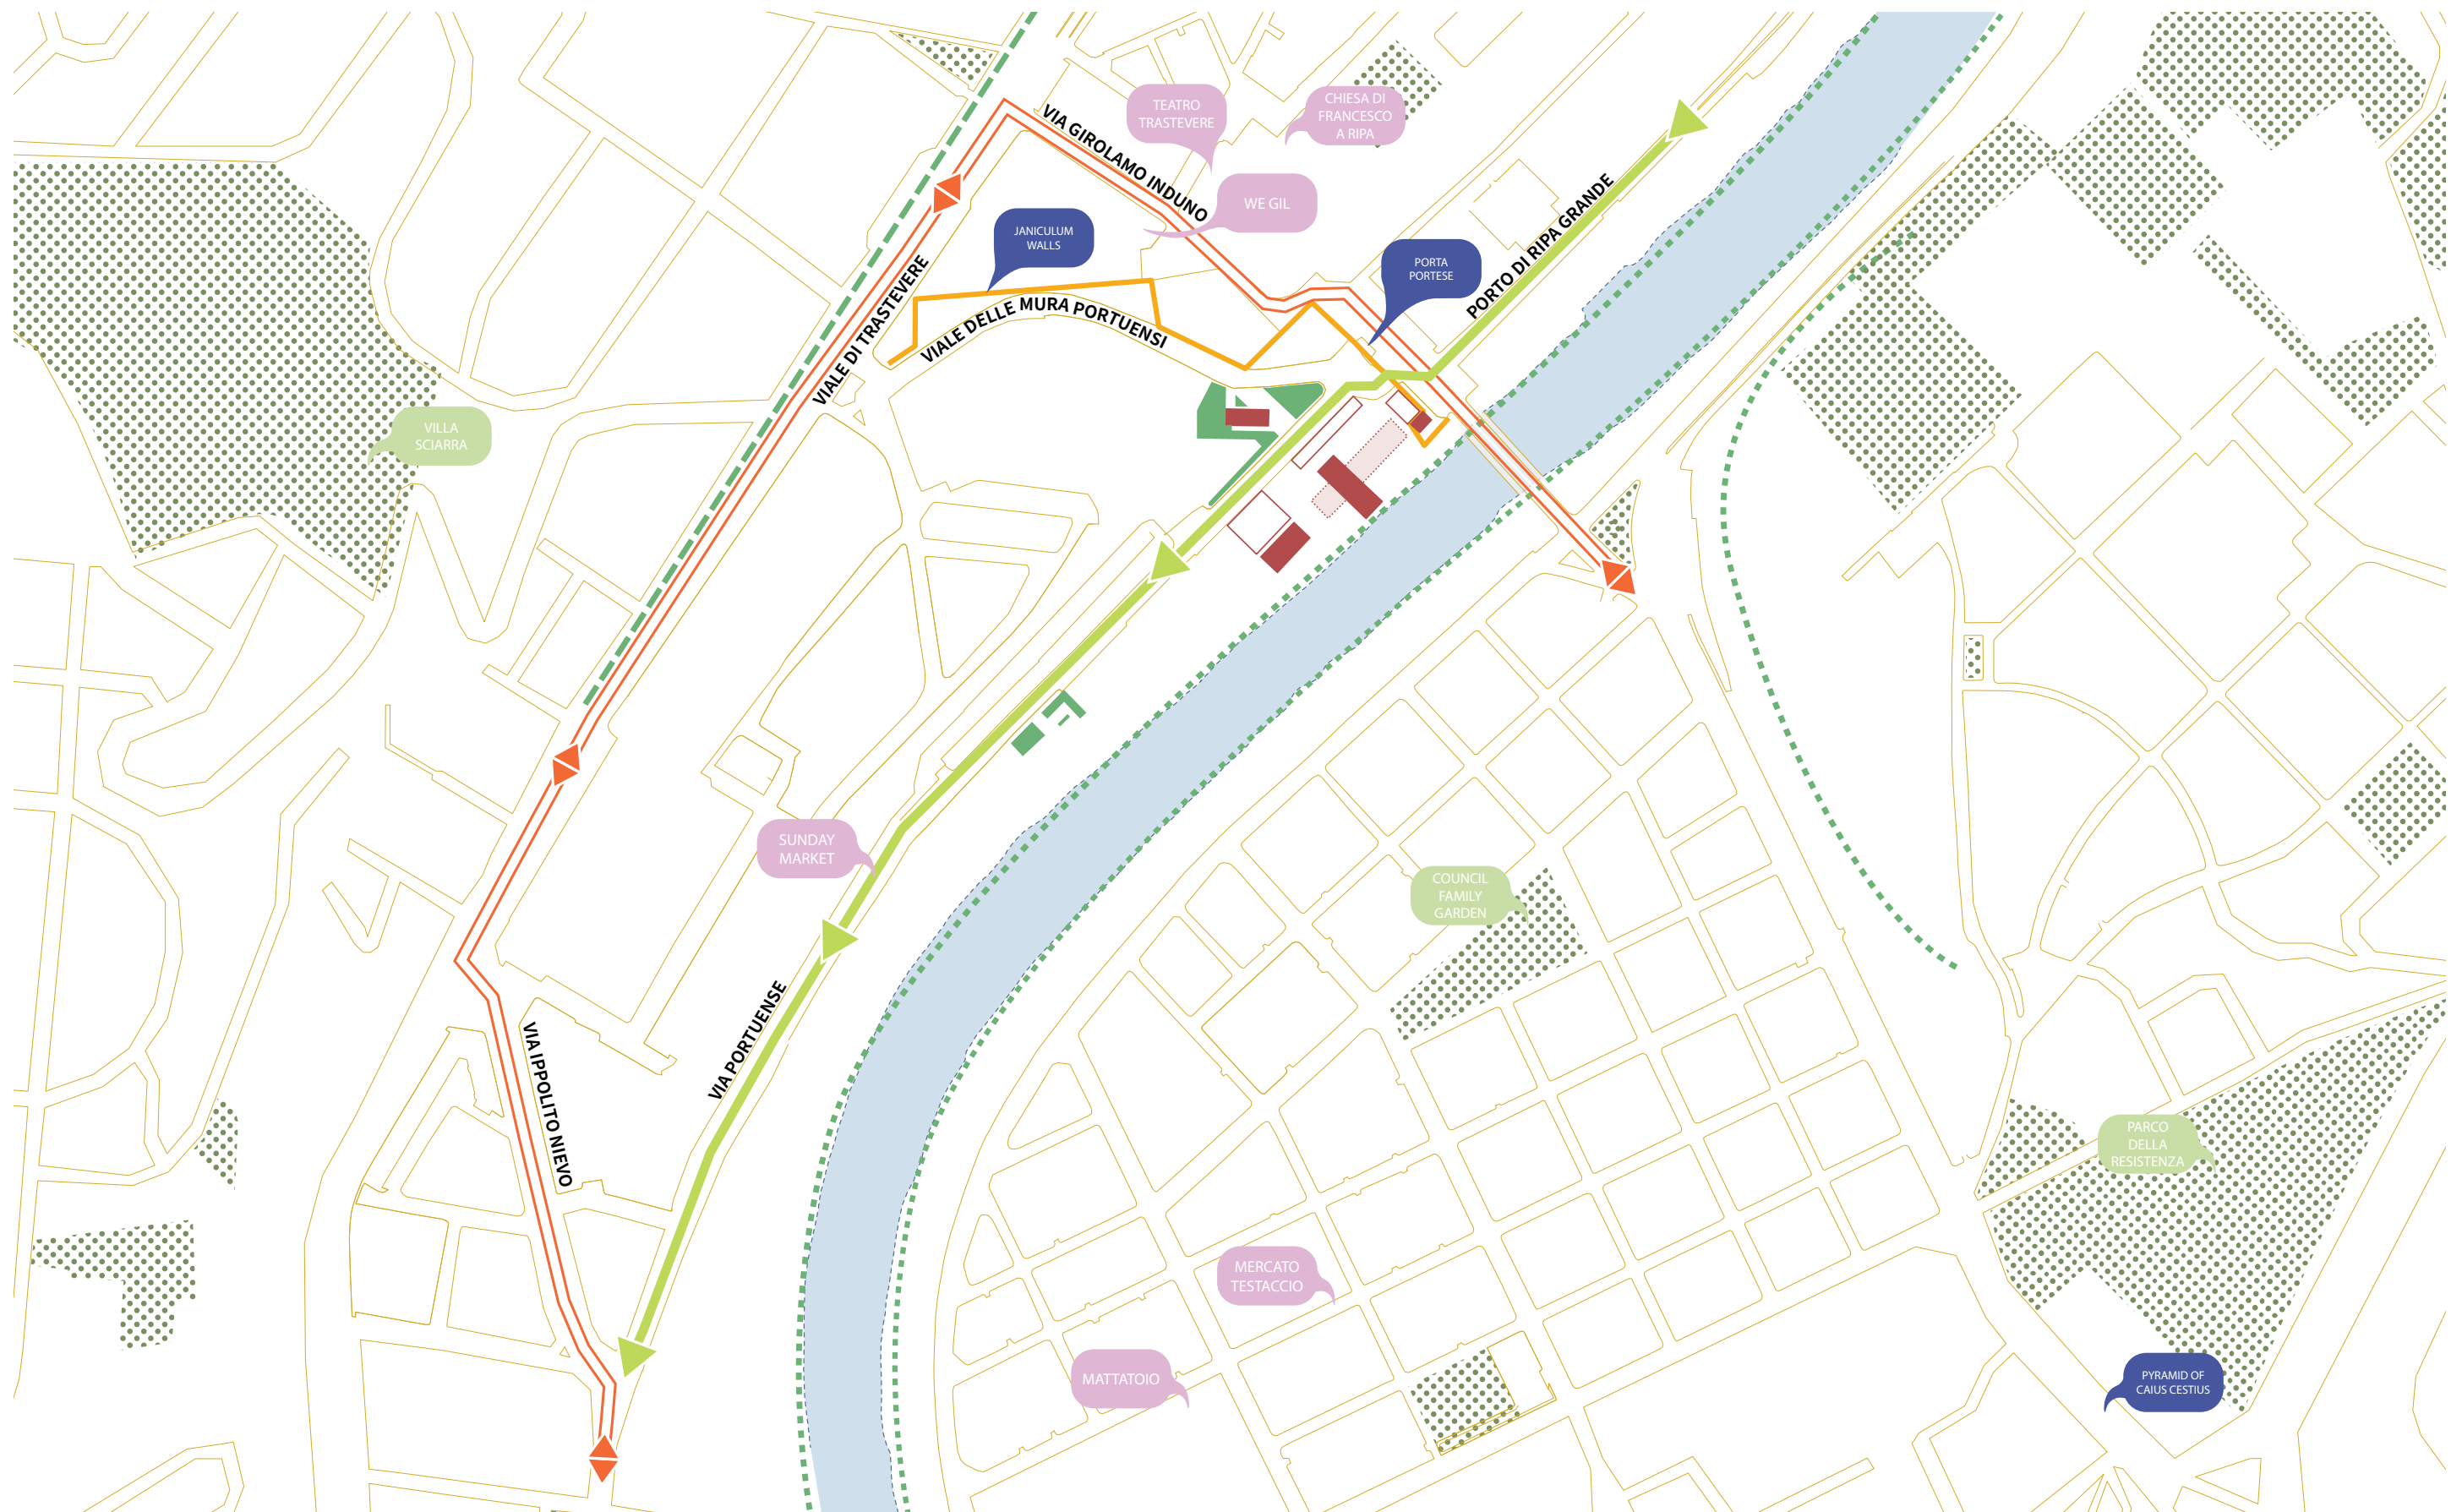 TEATRO
TRASTEVERE
CHIESA DI
FRANCESCO
A RIPA
VIA GIROLAMO INDUNO
WE GIL
JANICULUM
WALLS
PORTA
PORTESE
PORTO DI RIPA GRANDE
VIALE DI TRASTEVERE
VIALE DELLE MURA PORTUENSI
VILLA
SCIARRA
SUNDAY
MARKET
COUNCIL
FAMILY
GARDEN
VIA PORTUENSE
VIA IPPOLITO NIEVO
PARCO
DELLA
RESISTENZA
MERCATO
TESTACCIO
MATTATOIO
PYRAMID OF
CAIUS CESTIUS